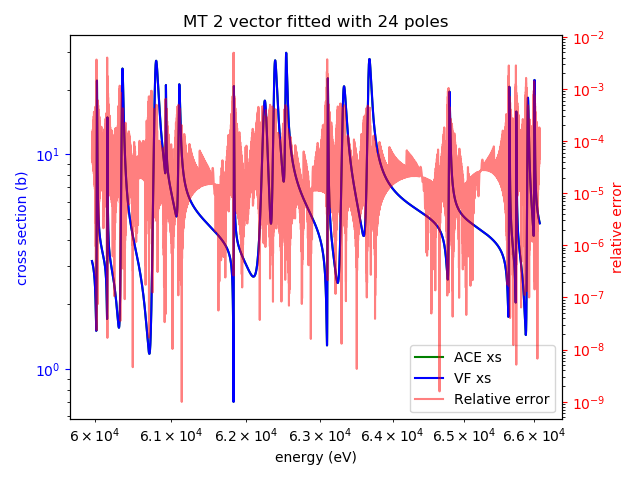 MT 2 vector fitted with 24 poles
cross section (b)
10¹
10⁰
10⁻²
10⁻³
10⁻⁴
10⁻⁵
10⁻⁶
10⁻⁷
10⁻⁸
10⁻⁹
relative error
ACE xs
VF xs
Relative error
6 × 10⁴ 6.1 × 10⁴ 6.2 × 10⁴ 6.3 × 10⁴ 6.4 × 10⁴ 6.5 × 10⁴ 6.6 × 10⁴
energy (eV)